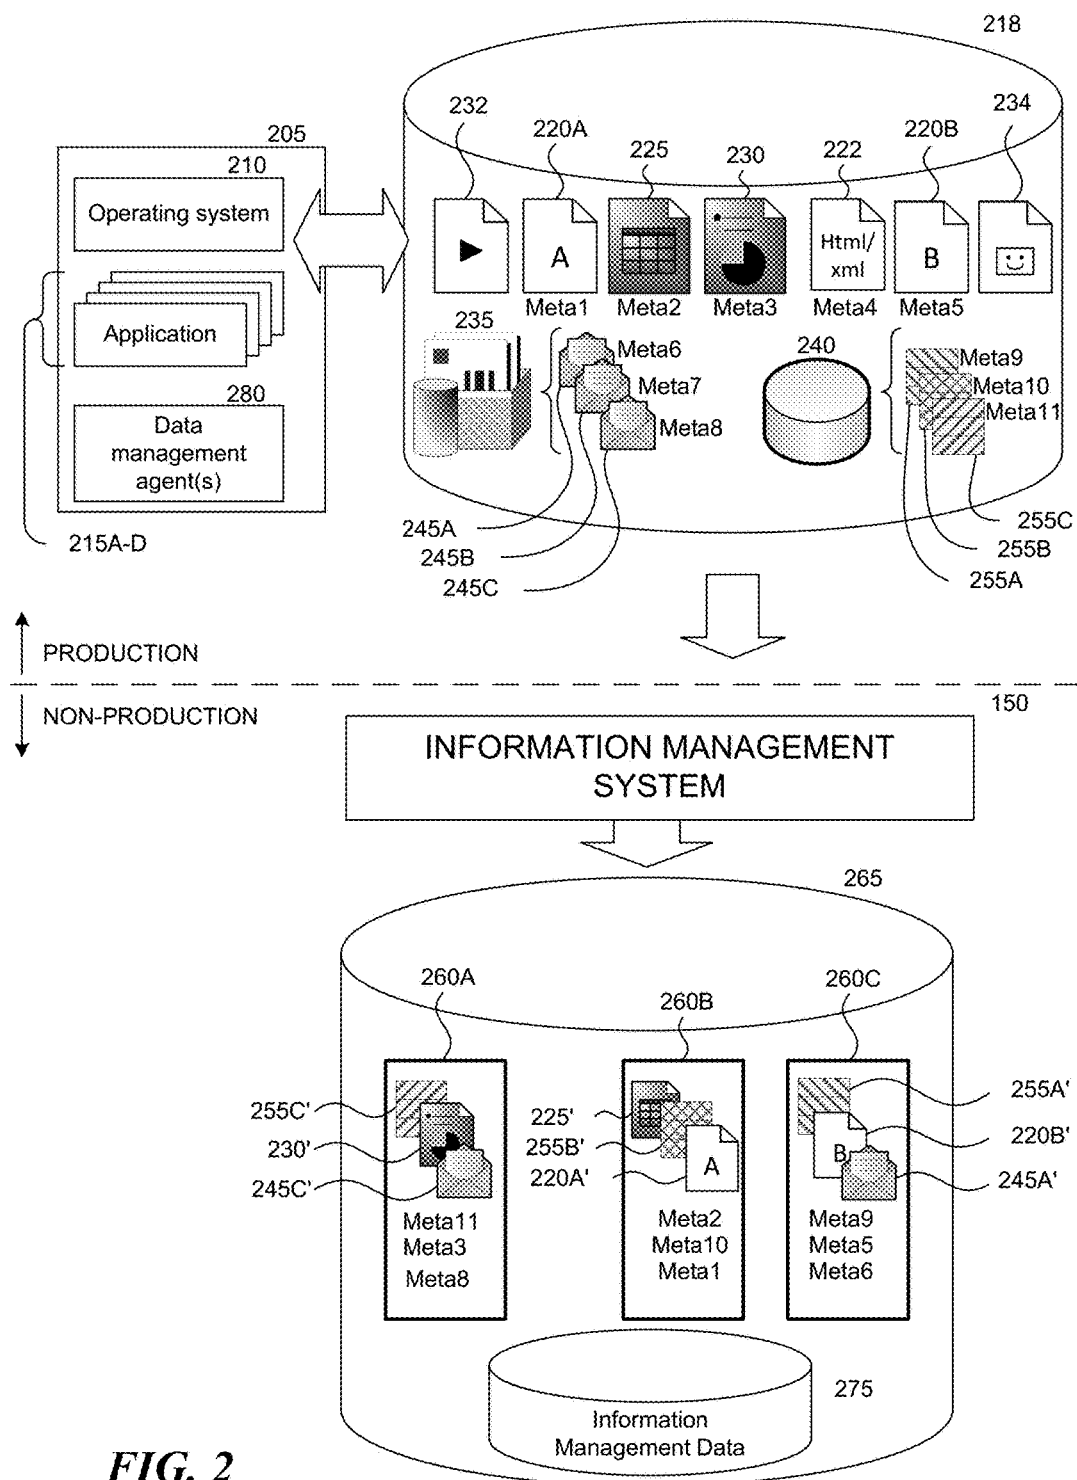 218
232
220A
225
230
222
220B
234
205
210
Operating system
Application
280
Data
management
agent(s)
215A-D
A
Html/
xml
B
Meta1
Meta2
Meta3
Meta4
Meta5
235
Meta6
Meta7
Meta8
240
Meta9
Meta10
Meta11
245A
245B
245C
255C
255B
255A
PRODUCTION
NON-PRODUCTION
150
INFORMATION MANAGEMENT
SYSTEM
265
260A
260B
260C
255C'
230'
245C'
Meta11
Meta3
Meta8
225'
255B'
220A'
A
Meta2
Meta10
Meta1
255A'
220B'
245A'
B
Meta9
Meta5
Meta6
275
Information
Management Data
FIG. 2